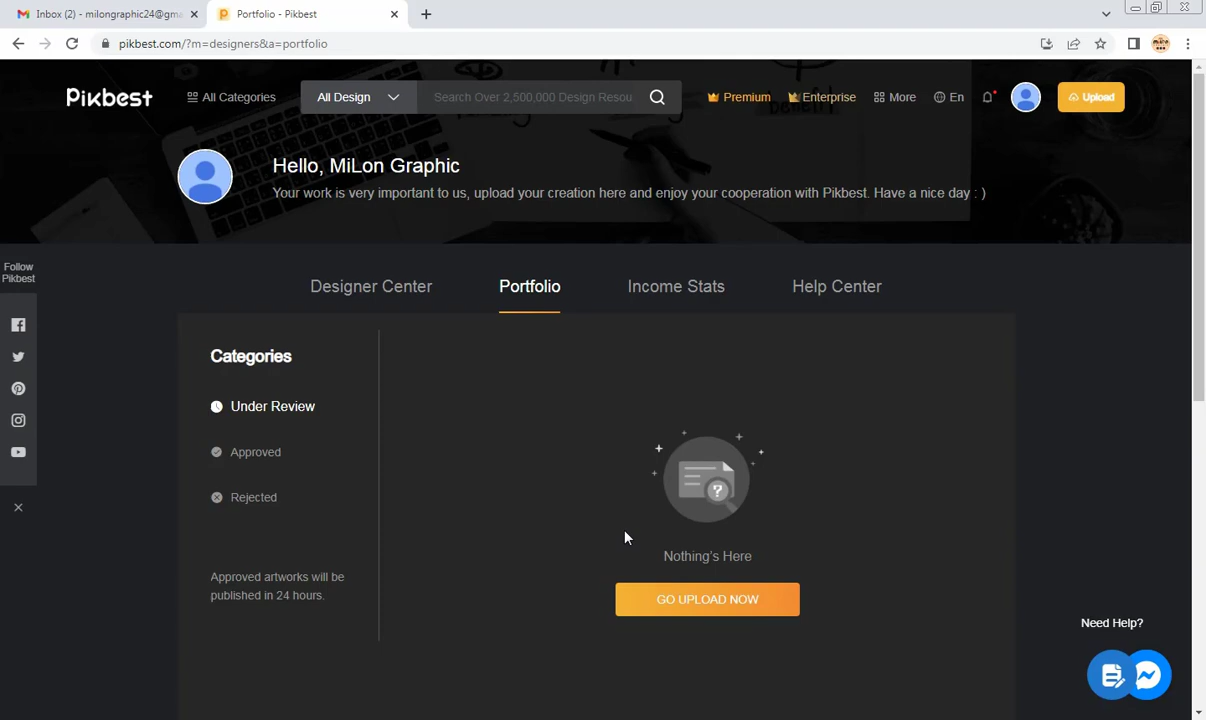 Inbox (2) - milongraphic24@gma
Portfolio - Pikbest
pikbest.com/?m=designers&a=portfolio
Pikbest
All Categories
All Design
Search Over 2,500,000 Design Resou
Premium
Enterprise
More
En
Upload
Hello, MiLon Graphic
Your work is very important to us, upload your creation here and enjoy your cooperation with Pikbest. Have a nice day : )
Follow
Pikbest
Designer Center
Portfolio
Income Stats
Help Center
Categories
Under Review
Approved
Rejected
Approved artworks will be
published in 24 hours.
?
Nothing's Here
GO UPLOAD NOW
Need Help?